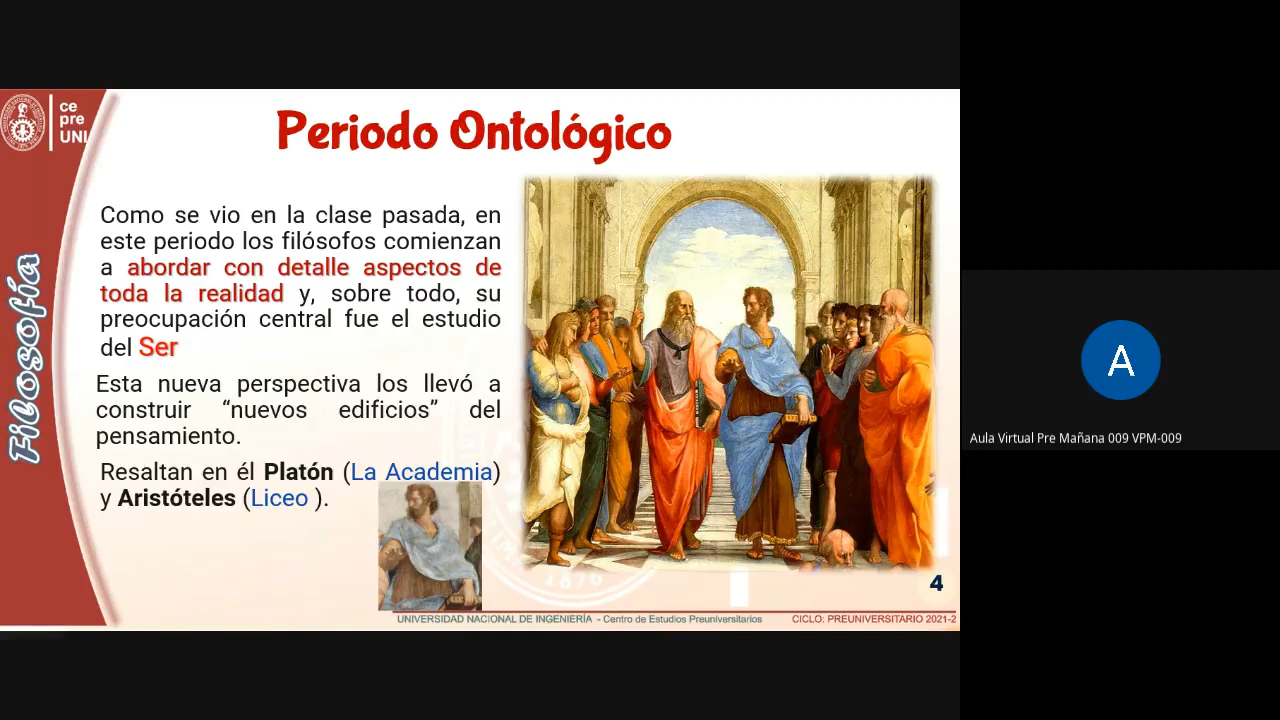 ce
pre
UNI
Filosofía
Periodo Ontológico
Como se vio en la clase pasada, en
este periodo los filósofos comienzan
a abordar con detalle aspectos de
toda la realidad y, sobre todo, su
preocupación central fue el estudio
del Ser
Esta nueva perspectiva los llevó a
construir “nuevos edificios” del
pensamiento.
Resaltan en él Platón (La Academia)
y Aristóteles (Liceo ).
1876
4
UNIVERSIDAD NACIONAL DE INGENIERÍA - Centro de Estudios Preuniversitarios
CICLO: PREUNIVERSITARIO 2021-2
A
Aula Virtual Pre Mañana 009 VPM-009